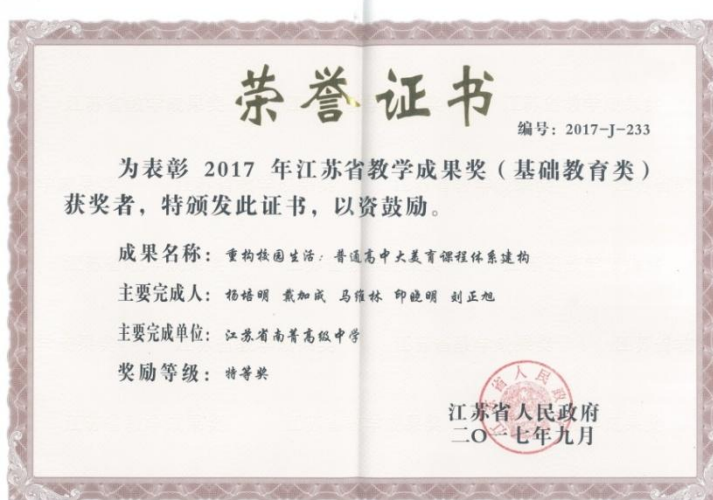 荣誉证书
编号：2017-J-233
为表彰 2017 年江苏省教学成果奖（基础教育类）
获奖者，特颁发此证书，以资鼓励。
成果名称：重构校园生活：普通高中大美育课程体系建构
主要完成人：杨培明 戴加成 马维林 邱晓明 刘正旭
主要完成单位：江苏省南菁高级中学
奖励等级：特等奖
江苏省人民政府
二〇一七年九月